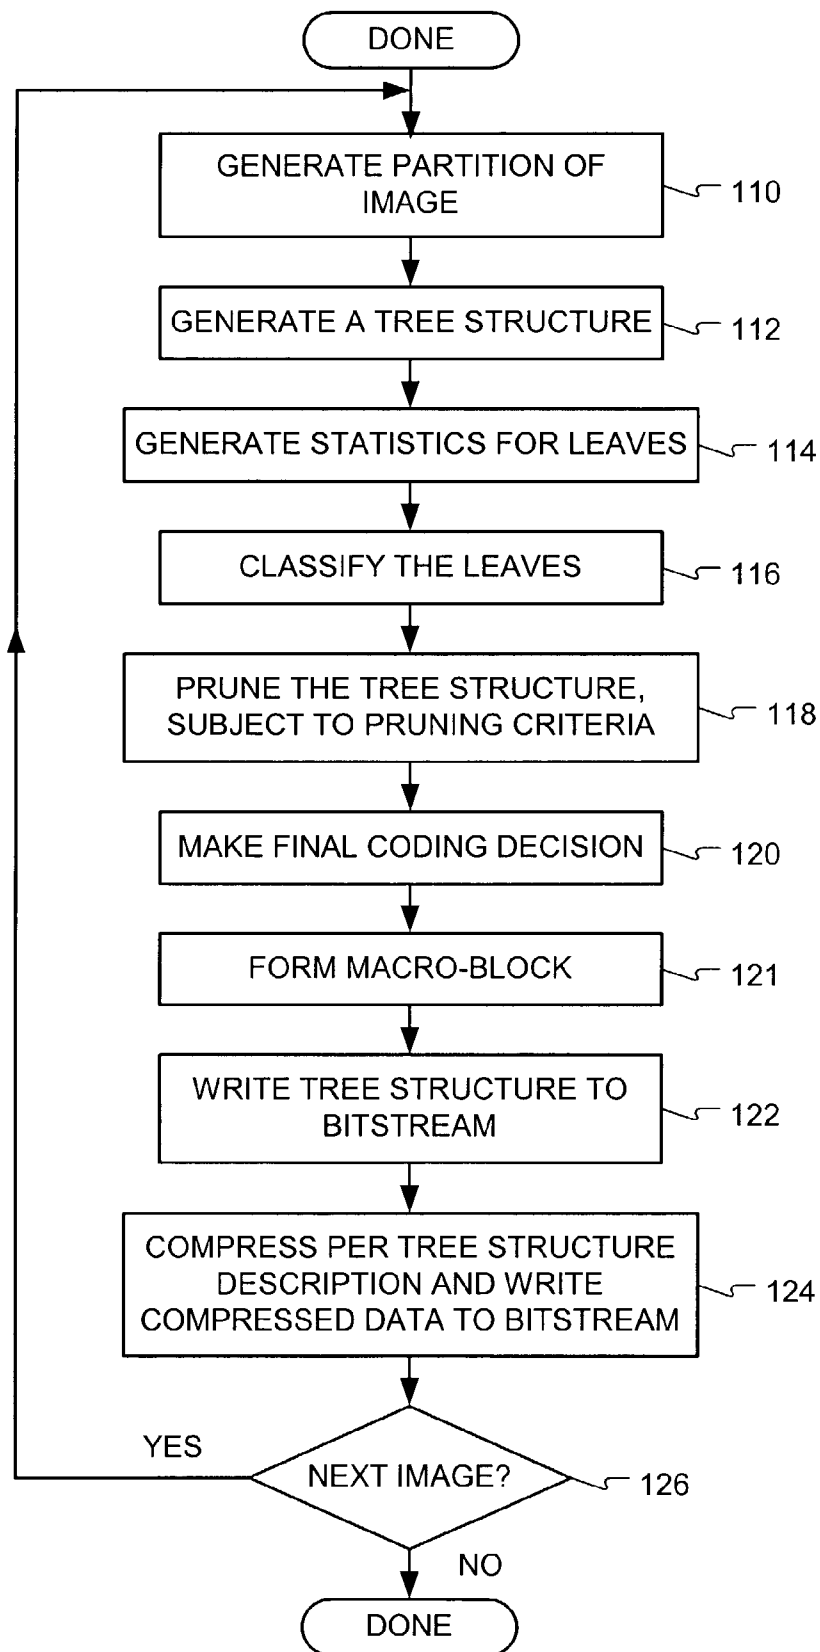 DONE
GENERATE PARTITION OF
IMAGE
110
GENERATE A TREE STRUCTURE
112
GENERATE STATISTICS FOR LEAVES
114
CLASSIFY THE LEAVES
116
PRUNE THE TREE STRUCTURE,
SUBJECT TO PRUNING CRITERIA
118
MAKE FINAL CODING DECISION
120
FORM MACRO-BLOCK
121
WRITE TREE STRUCTURE TO
BITSTREAM
122
COMPRESS PER TREE STRUCTURE
DESCRIPTION AND WRITE
COMPRESSED DATA TO BITSTREAM
124
YES
NEXT IMAGE?
126
NO
DONE